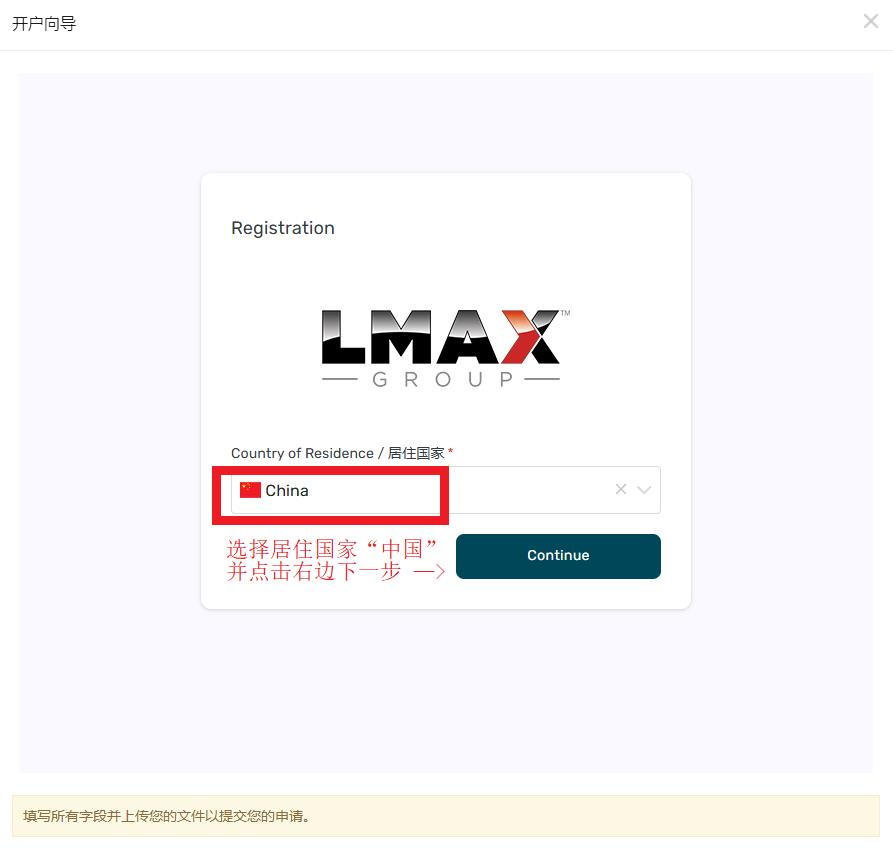 开户向导
Registration
LMAX™
GROUP
Country of Residence / 居住国家 *
China
选择居住国家“中国”
并点击右边下一步 —>
Continue
填写所有字段并上传您的文件以提交您的申请。